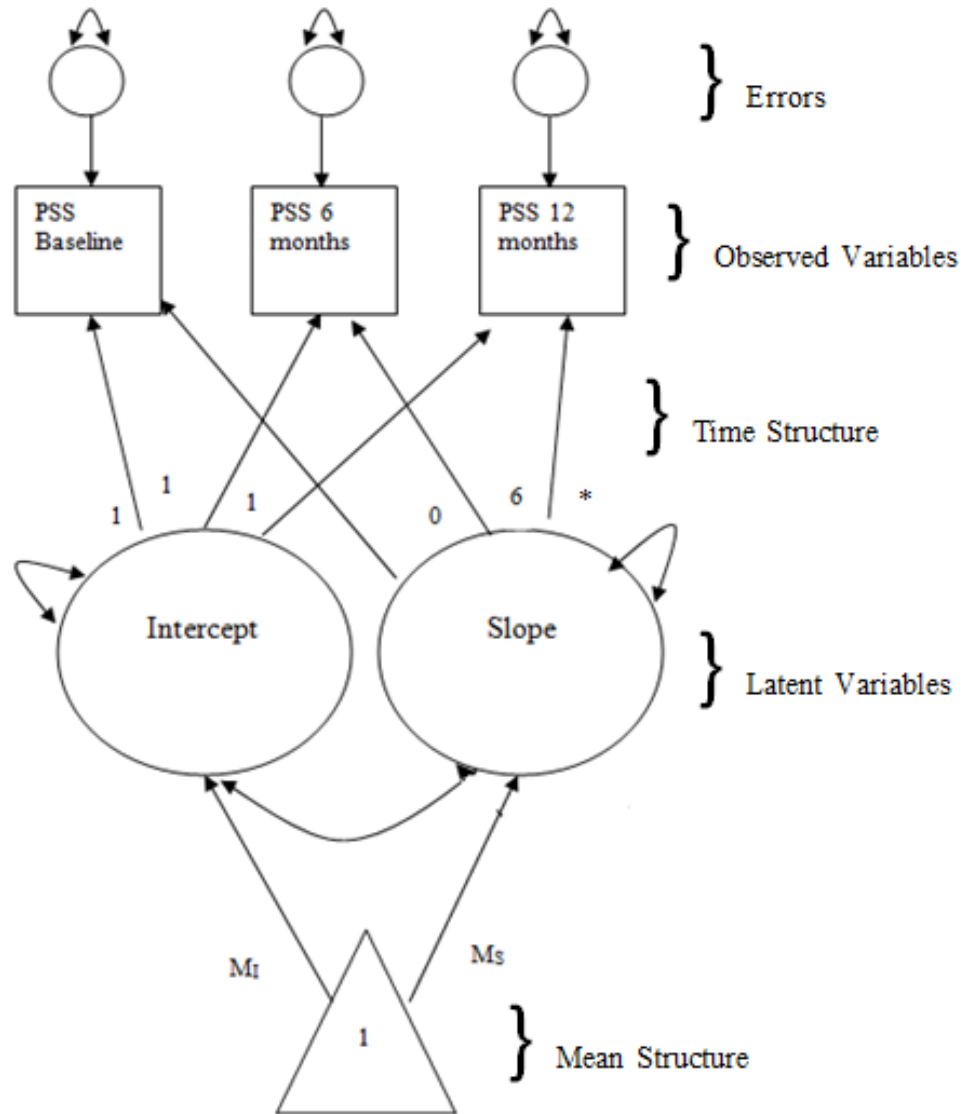 } Errors
PSS
Baseline
PSS 6
months
PSS 12
months
} Observed Variables
} Time Structure
1
1
1
0
6
*
Intercept
Slope
} Latent Variables
MI
MS
1
} Mean Structure